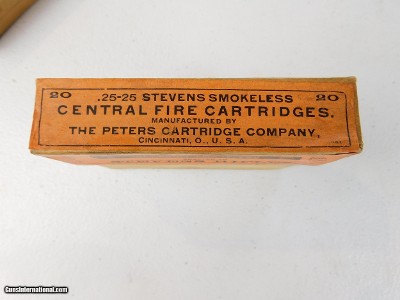 20 .25-25 STEVENS SMOKELESS 20
CENTRAL FIRE CARTRIDGES.
MANUFACTURED BY
THE PETERS CARTRIDGE COMPANY,
CINCINNATI, O., U. S. A.
GunsInternational.com